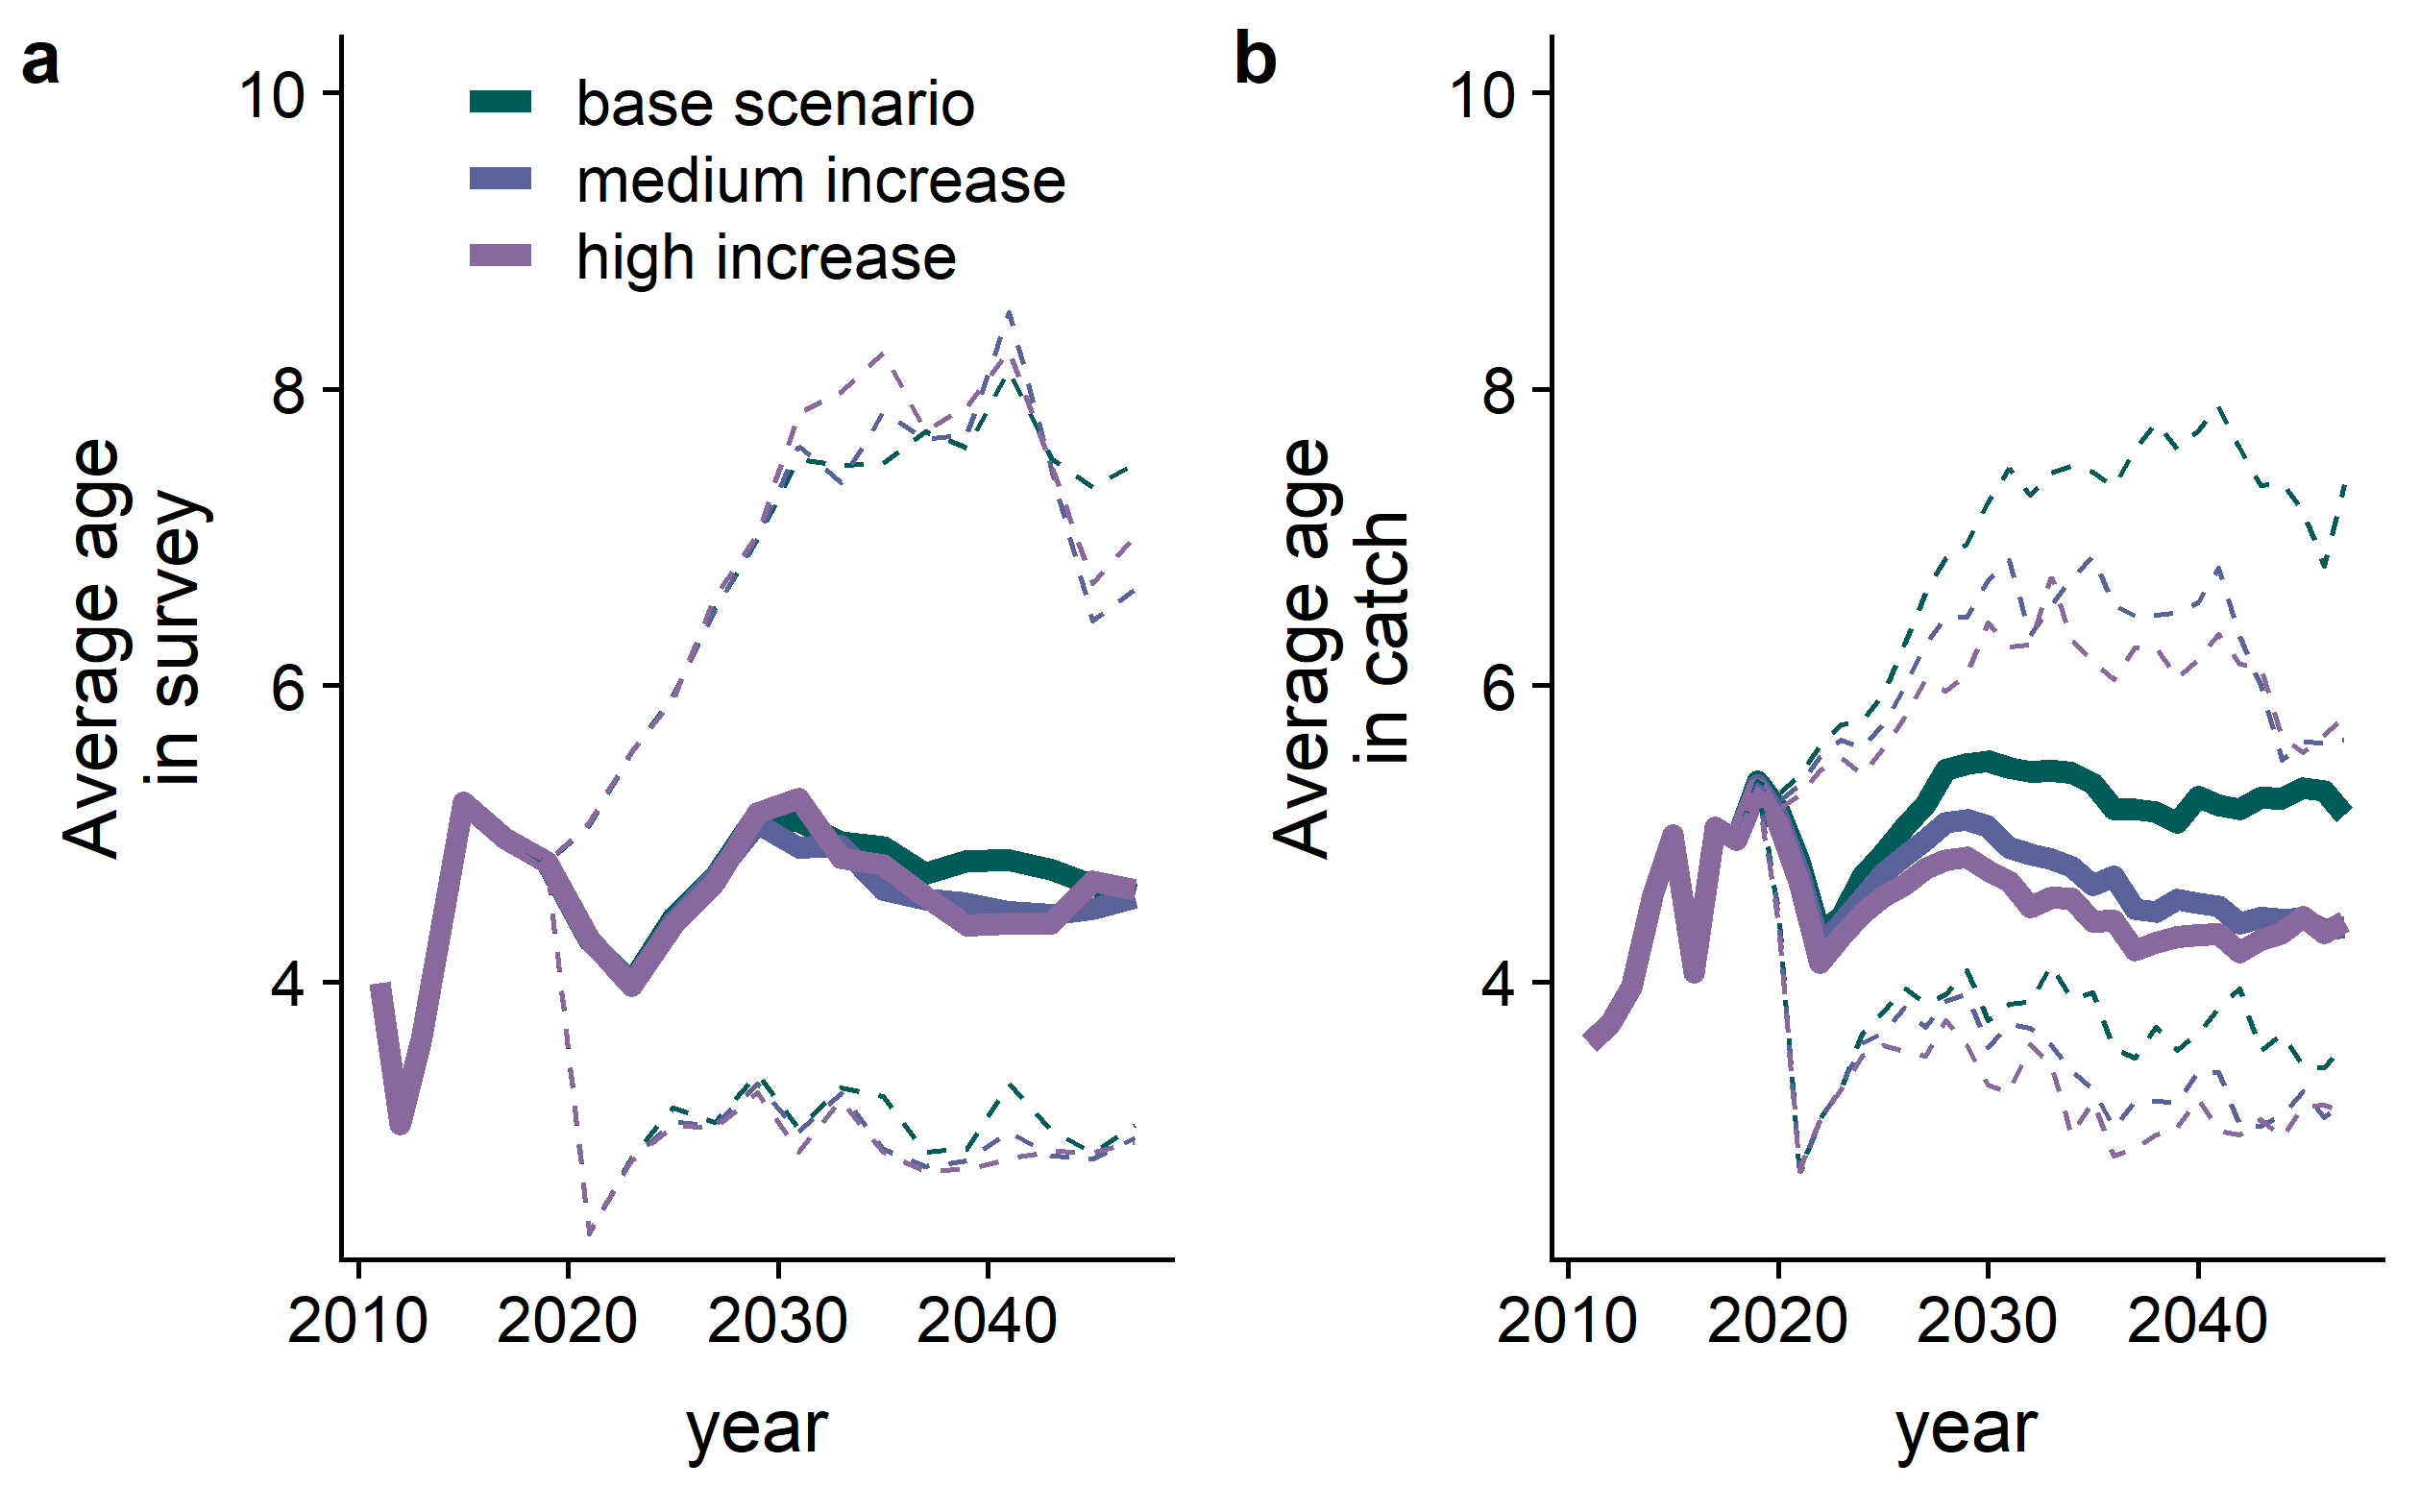 a
base scenario
medium increase
high increase
10
8
6
4
Average age
in survey
2010 2020 2030 2040
year
b
10
8
6
4
Average age
in catch
2010 2020 2030 2040
year